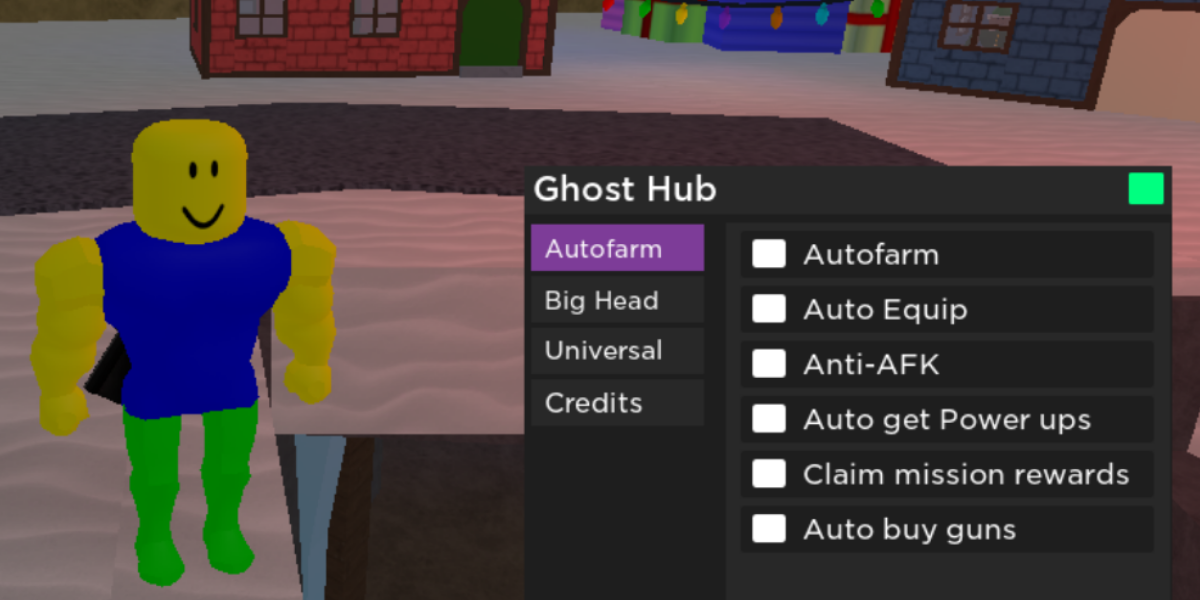 Ghost Hub
Autofarm
Big Head
Universal
Credits
Autofarm
Auto Equip
Anti-AFK
Auto get Power ups
Claim mission rewards
Auto buy guns